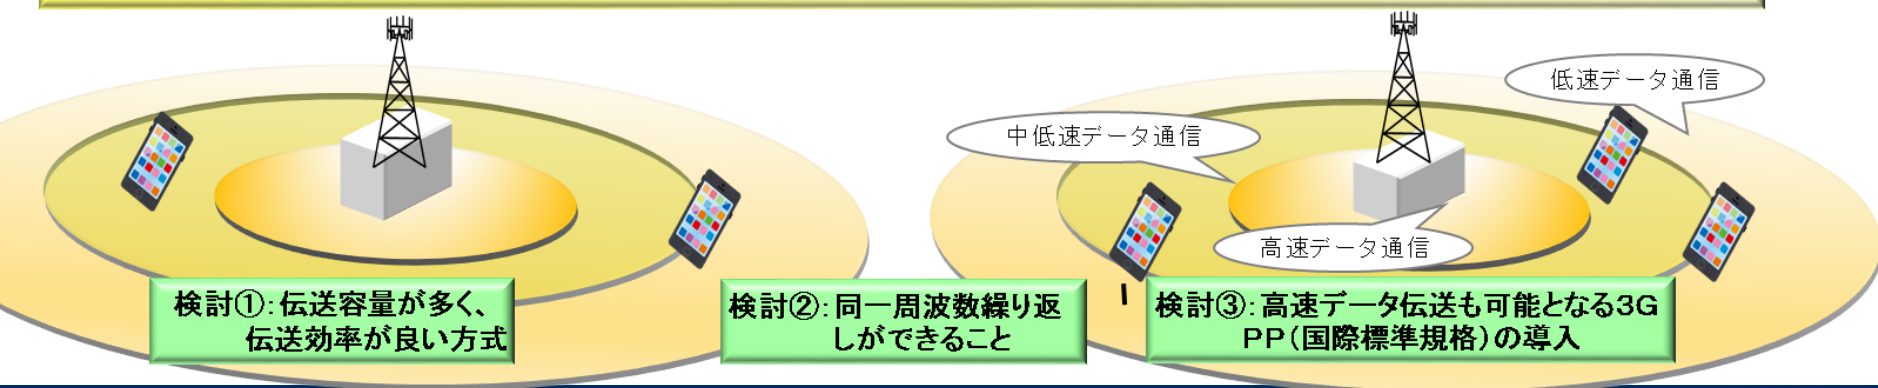 低速データ通信
中低速データ通信
高速データ通信
検討①:伝送容量が多く、
伝送効率が良い方式
検討②:同一周波数繰り返
しができること
検討③:高速データ伝送も可能となる3G
PP(国際標準規格)の導入